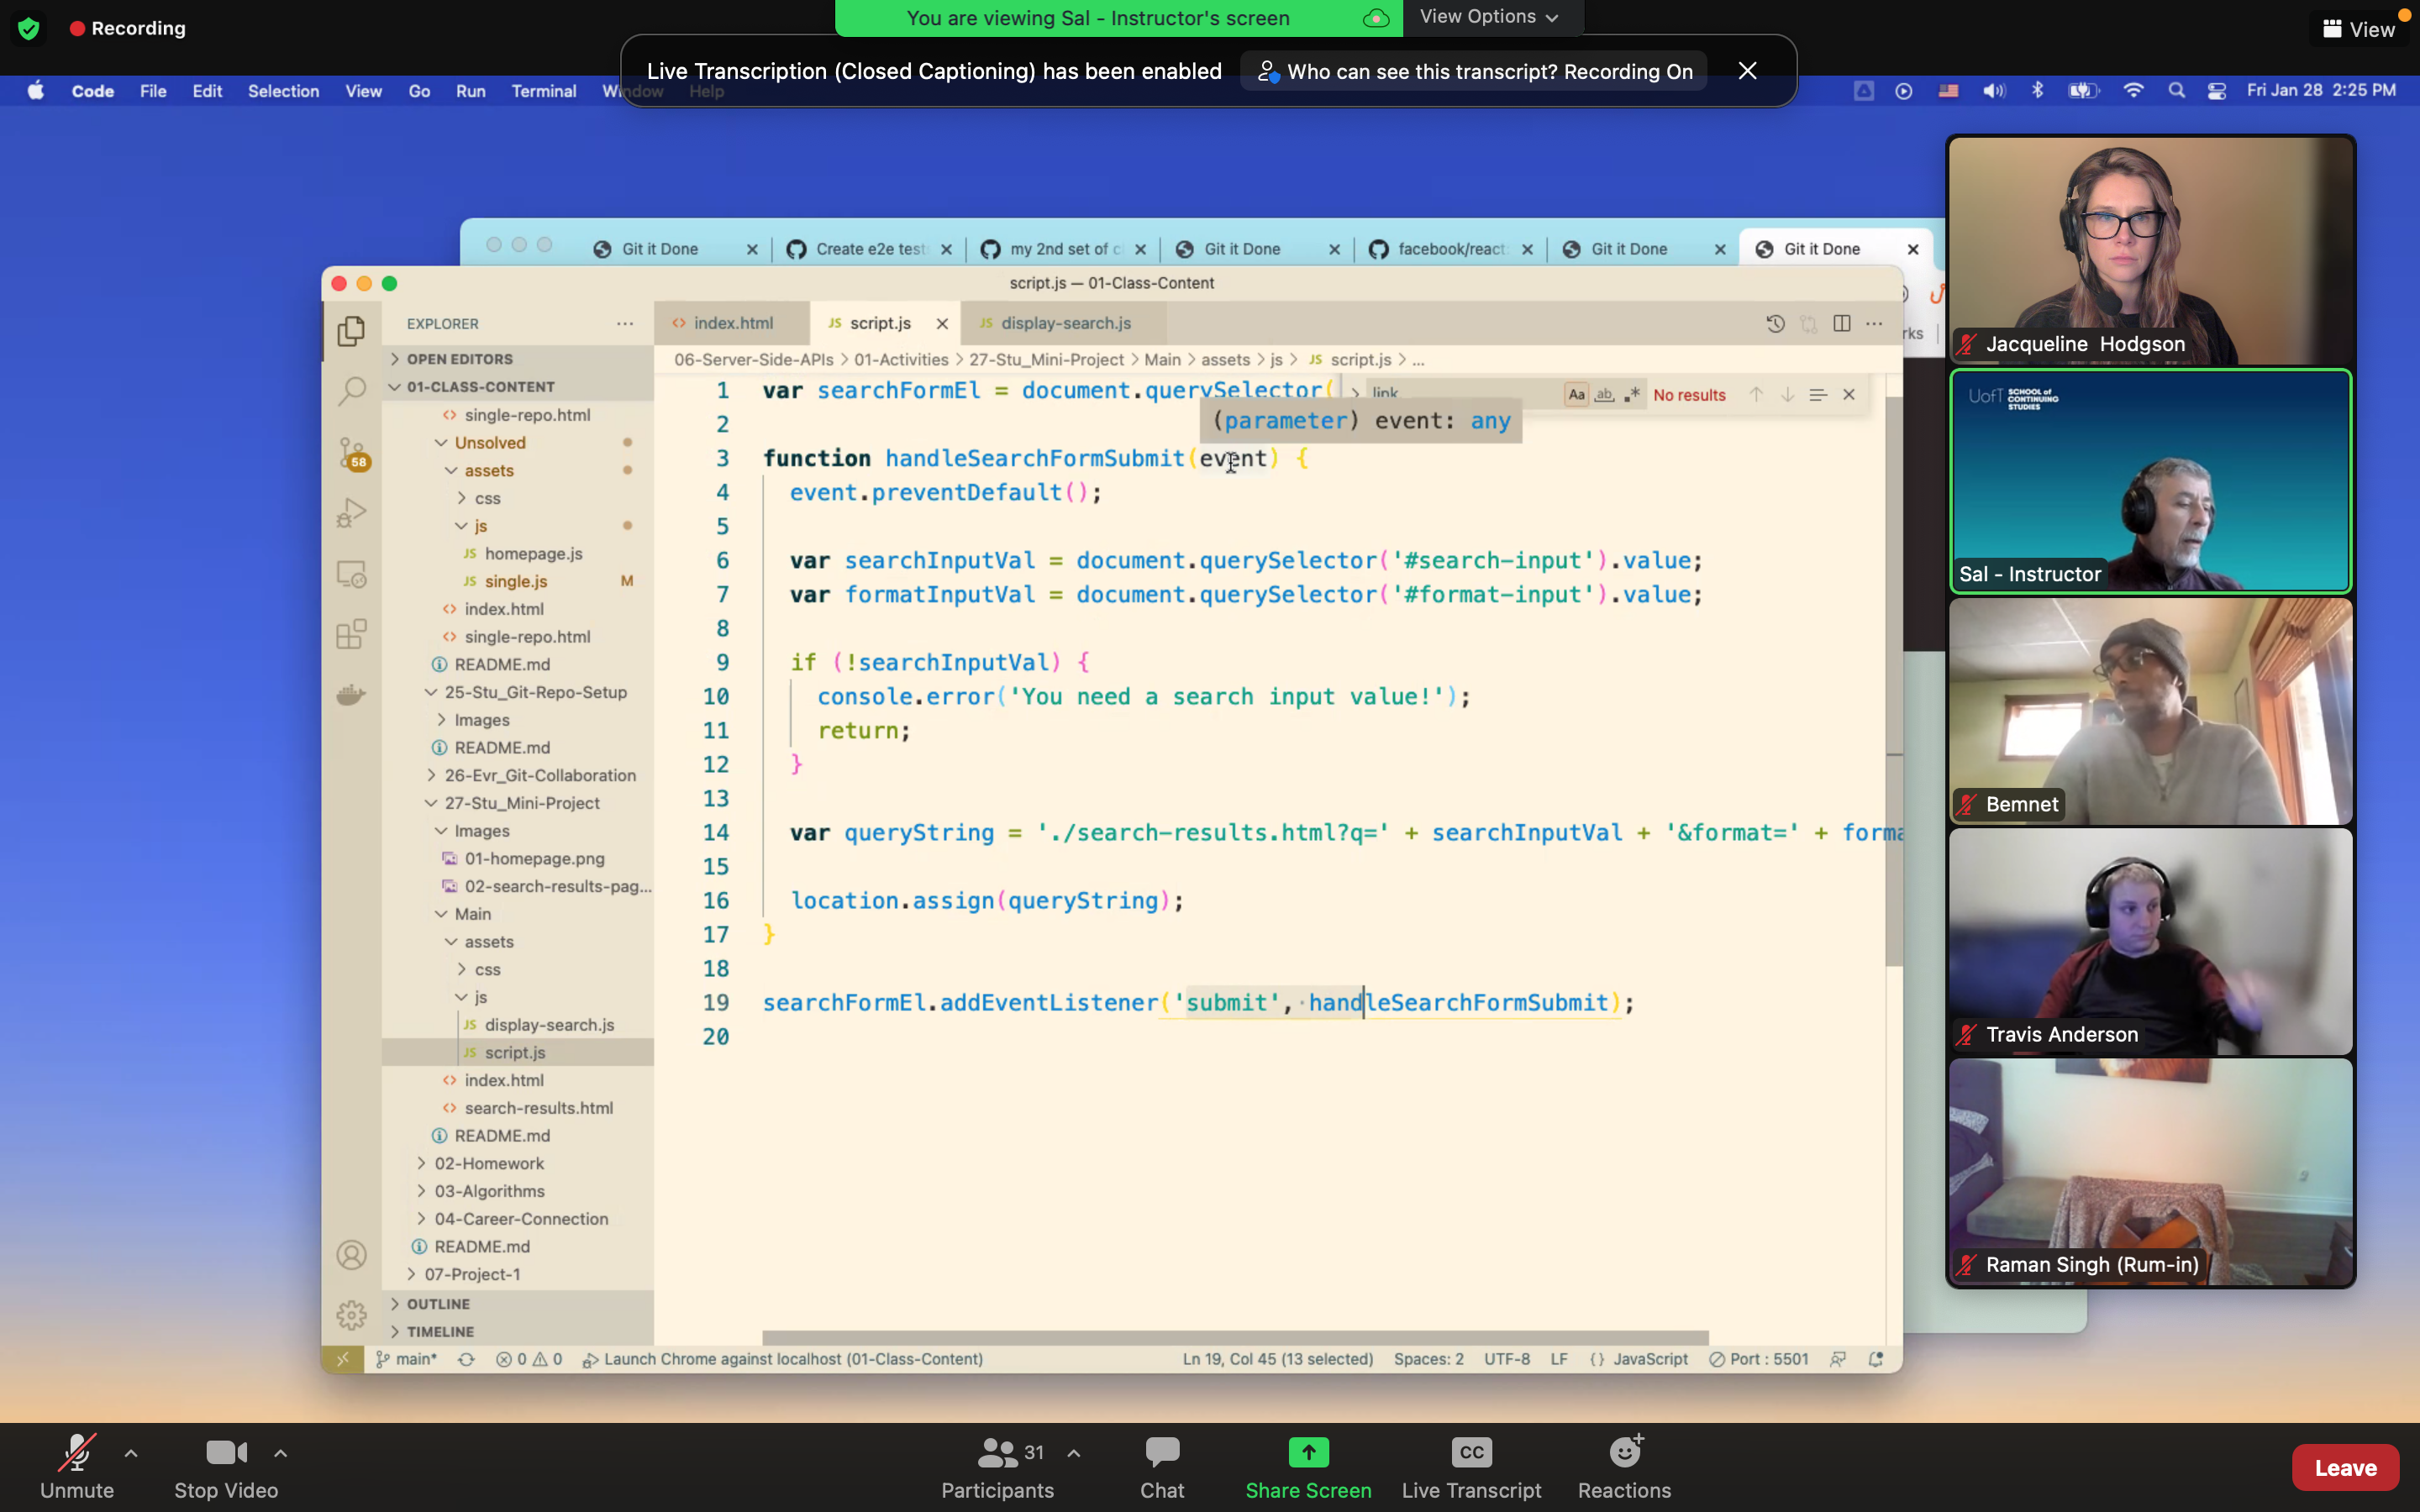 Recording
You are viewing Sal - Instructor's screen
View Options
View
Live Transcription (Closed Captioning) has been enabled
Who can see this transcript? Recording On
Code File Edit Selection View Go Run Terminal Window Help
Fri Jan 28 2:25 PM
Git it Done
Create e2e test
my 2nd set of c
Git it Done
facebook/react
Git it Done
Git it Done
script.js — 01-Class-Content
EXPLORER
index.html
JS script.js
JS display-search.js
06-Server-Side-APIs > 01-Activities > 27-Stu_Mini-Project > Main > assets > js > JS script.js > ...
OPEN EDITORS
01-CLASS-CONTENT
single-repo.html
Unsolved
assets
css
js
JS homepage.js
JS single.js M
index.html
single-repo.html
README.md
25-Stu_Git-Repo-Setup
Images
README.md
26-Evr_Git-Collaboration
27-Stu_Mini-Project
Images
01-homepage.png
02-search-results-pag...
Main
assets
css
js
JS display-search.js
JS script.js
index.html
search-results.html
README.md
02-Homework
03-Algorithms
04-Career-Connection
README.md
07-Project-1
OUTLINE
TIMELINE
58
link
Aa ab .* No results
(parameter) event: any
1 var searchFormEl = document.querySelector(
2
3 function handleSearchFormSubmit(event) {
4 event.preventDefault();
5
6 var searchInputVal = document.querySelector('#search-input').value;
7 var formatInputVal = document.querySelector('#format-input').value;
8
9 if (!searchInputVal) {
10 console.error('You need a search input value!');
11 return;
12 }
13
14 var queryString = './search-results.html?q=' + searchInputVal + '&format=' + forma
15
16 location.assign(queryString);
17 }
18
19 searchFormEl.addEventListener('submit', handleSearchFormSubmit);
20
main* 0 0 Launch Chrome against localhost (01-Class-Content)
Ln 19, Col 45 (13 selected) Spaces: 2 UTF-8 LF {} JavaScript Port : 5501
rks
Jacqueline Hodgson
UofT SCHOOL of CONTINUING STUDIES
Sal - Instructor
Bemnet
Travis Anderson
Raman Singh (Rum-in)
Unmute
Stop Video
31
Participants
Chat
Share Screen
CC
Live Transcript
Reactions
Leave